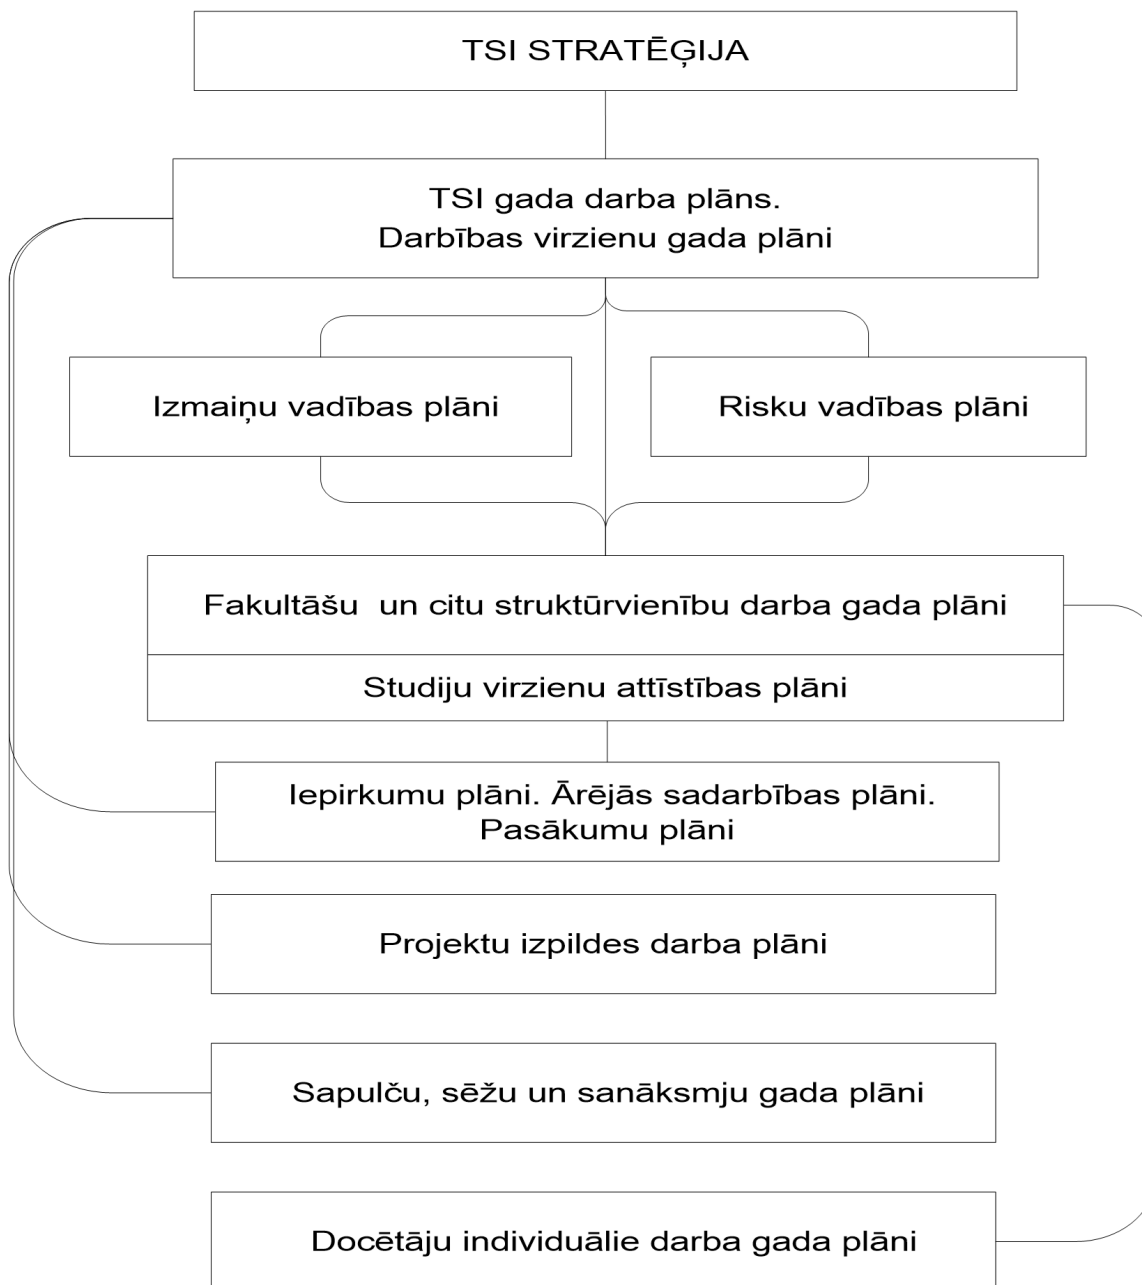 TSI STRATĒĢIJA
TSI gada darba plāns.
Darbības virzienu gada plāni
Izmaiņu vadības plāni
Risku vadības plāni
Fakultāšu un citu struktūrvienību darba gada plāni
Studiju virzienu attīstības plāni
Iepirkumu plāni. Ārējās sadarbības plāni.
Pasākumu plāni
Projektu izpildes darba plāni
Sapulču, sēžu un sanāksmju gada plāni
Docētāju individuālie darba gada plāni